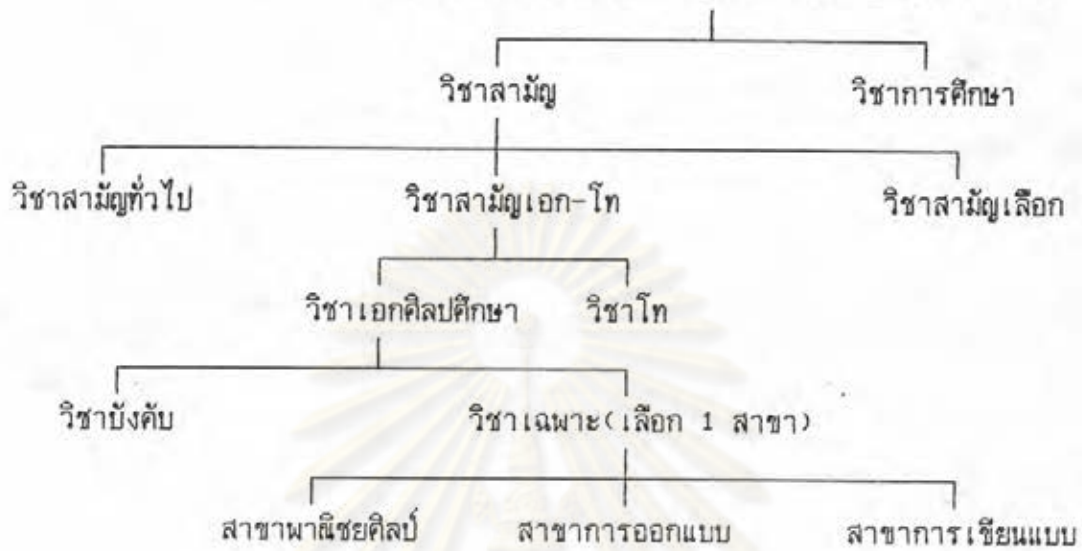 วิชาสามัญ วิชาการศึกษา
วิชาสามัญทั่วไป วิชาสามัญเอก-โท วิชาสามัญเลือก
วิชาเอกศิลปศึกษา วิชาโท
วิชาบังคับ วิชาเฉพาะ(เลือก 1 สาขา)
สาขาพาณิชยศิลป์ สาขาการออกแบบ สาขาการเขียนแบบ